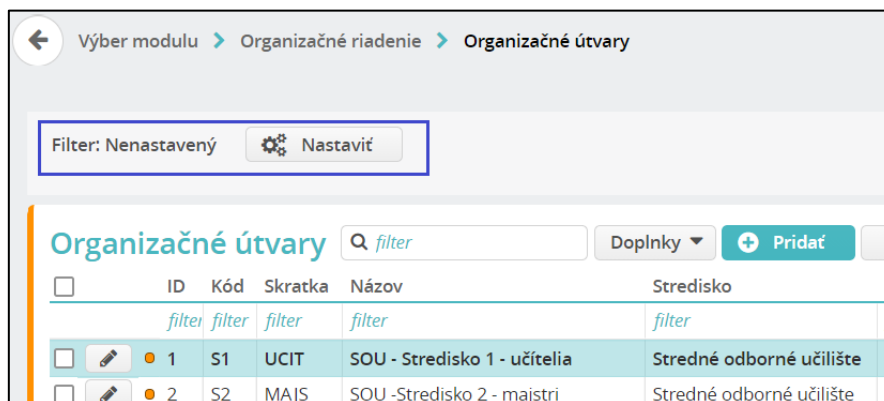 Výber modulu > Organizačné riadenie > Organizačné útvary
Filter: Nenastavený Nastaviť
Organizačné útvary filter Doplnky Pridať
ID Kód Skratka Názov Stredisko
filter filter filter filter filter
1 S1 UCIT SOU - Stredisko 1 - učítelia Stredné odborné učilište
2 S2 MAJS SOU -Stredisko 2 - majstri Stredné odborné učilište